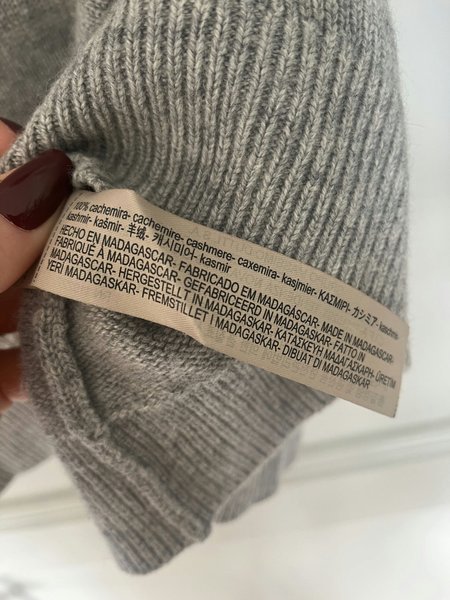 100% cachemira- cachemire- cashmere- caxemira- kasjmier- ΚΑΣΜΙΡΙ- カシミア- kaschmir-
kashmir- kašmir- 羊绒- 캐시미어- kasmir
HECHO EN MADAGASCAR- FABRICADO EM MADAGASCAR- MADE IN MADAGASCAR-
FABRIQUÉ À MADAGASCAR- GEFABRICEERD IN MADAGASKAR- FATTO IN
MADAGASCAR- HERGESTELLT IN MADAGASKAR- ΚΑΤΑΣΚΕΥΗ ΜΑΔΑΓΑΣΚΑΡΗ- ÜRETIM
YERİ MADAGASKAR- FREMSTILLET I MADAGASKAR- DIBUAT DI MADAGASKAR